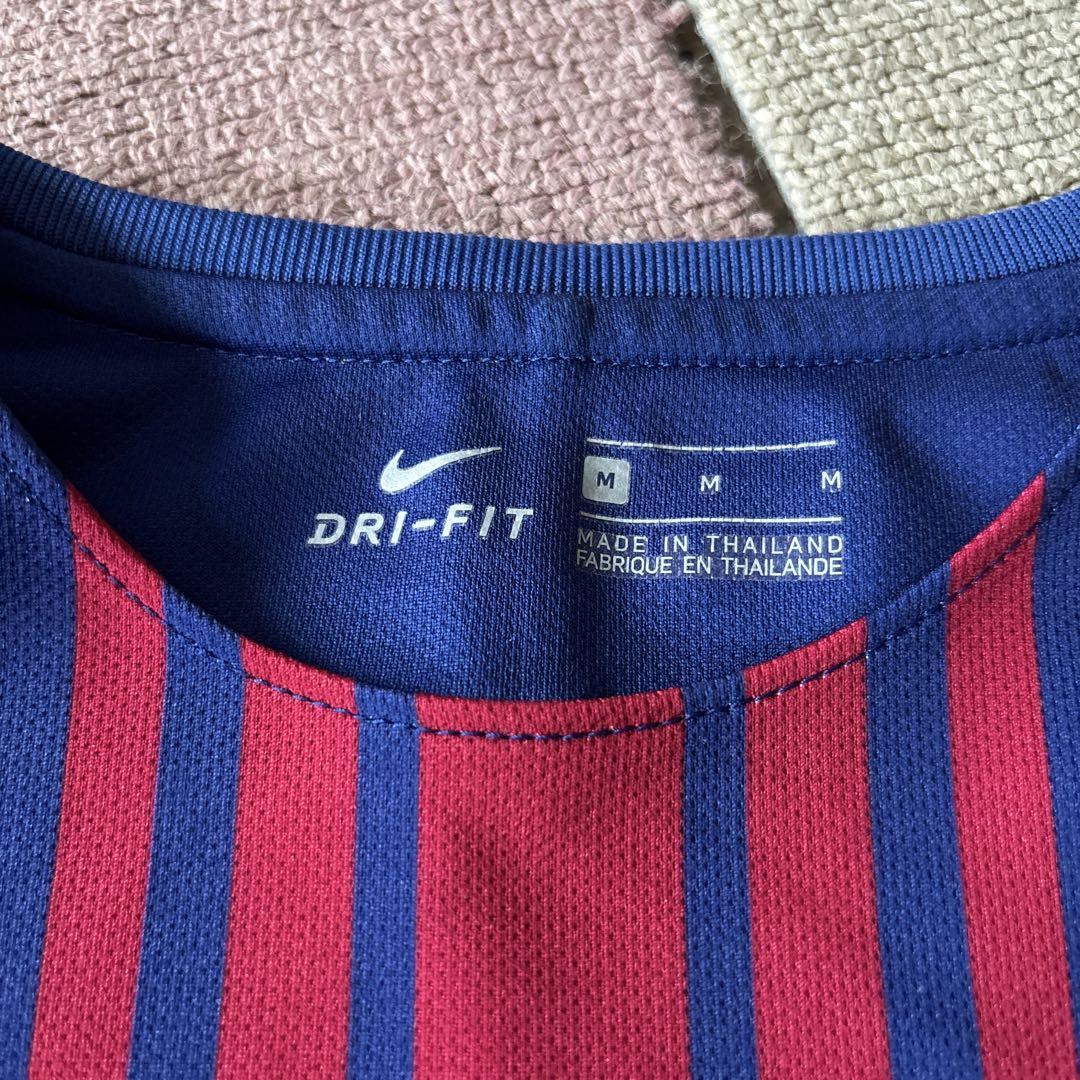 DRI-FIT
M M M
MADE IN THAILAND
FABRIQUE EN THAILANDE